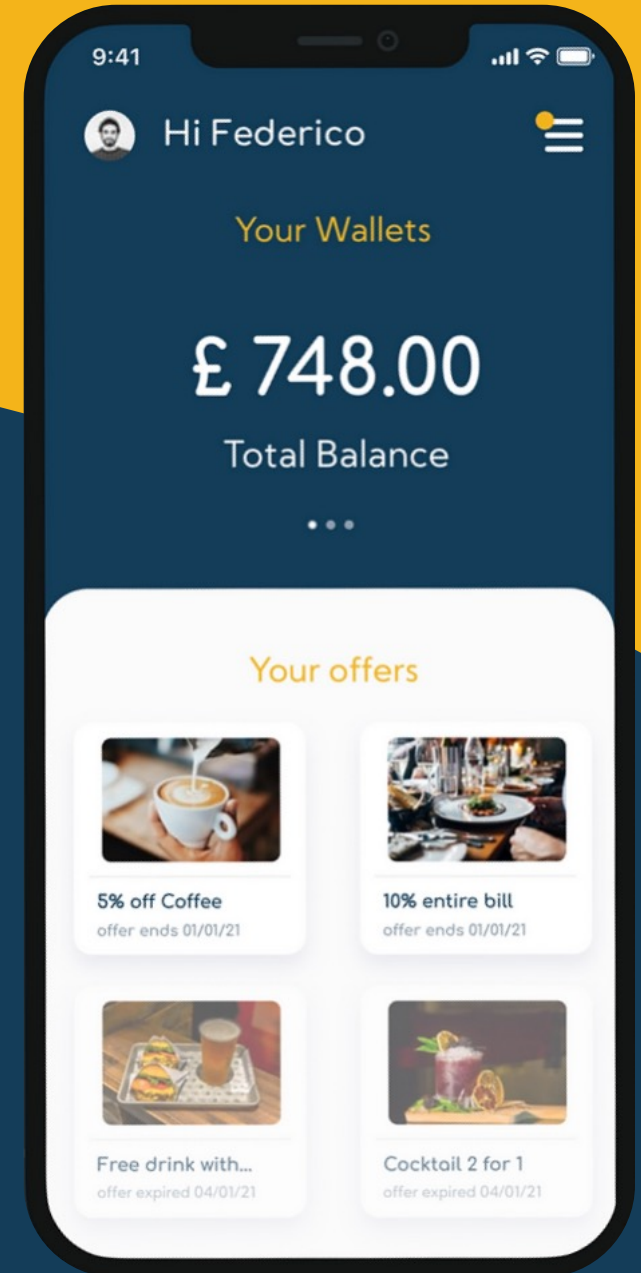 9:41
Hi Federico
Your Wallets
£ 748.00
Total Balance
Your offers
5% off Coffee
offer ends 01/01/21
10% entire bill
offer ends 01/01/21
Free drink with...
offer expired 04/01/21
Cocktail 2 for 1
offer expired 04/01/21